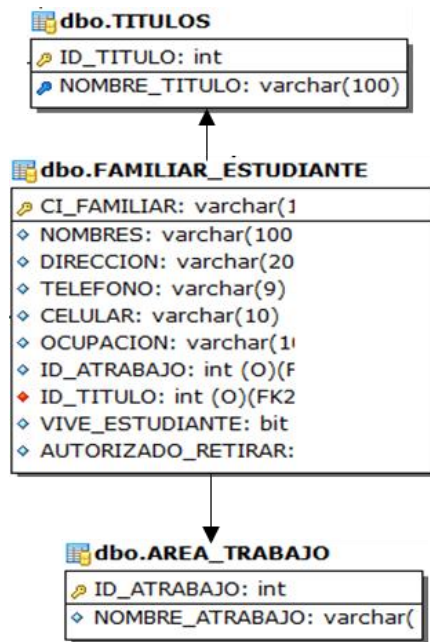 dbo.TITULOS
ID_TITULO: int
NOMBRE_TITULO: varchar(100)
dbo.FAMILIAR_ESTUDIANTE
CI_FAMILIAR: varchar(1
NOMBRES: varchar(100
DIRECCION: varchar(20
TELEFONO: varchar(9)
CELULAR: varchar(10)
OCUPACION: varchar(10
ID_ATRABAJO: int (O)(F
ID_TITULO: int (O)(FK2
VIVE_ESTUDIANTE: bit
AUTORIZADO_RETIRAR:
dbo.AREA_TRABAJO
ID_ATRABAJO: int
NOMBRE_ATRABAJO: varchar(